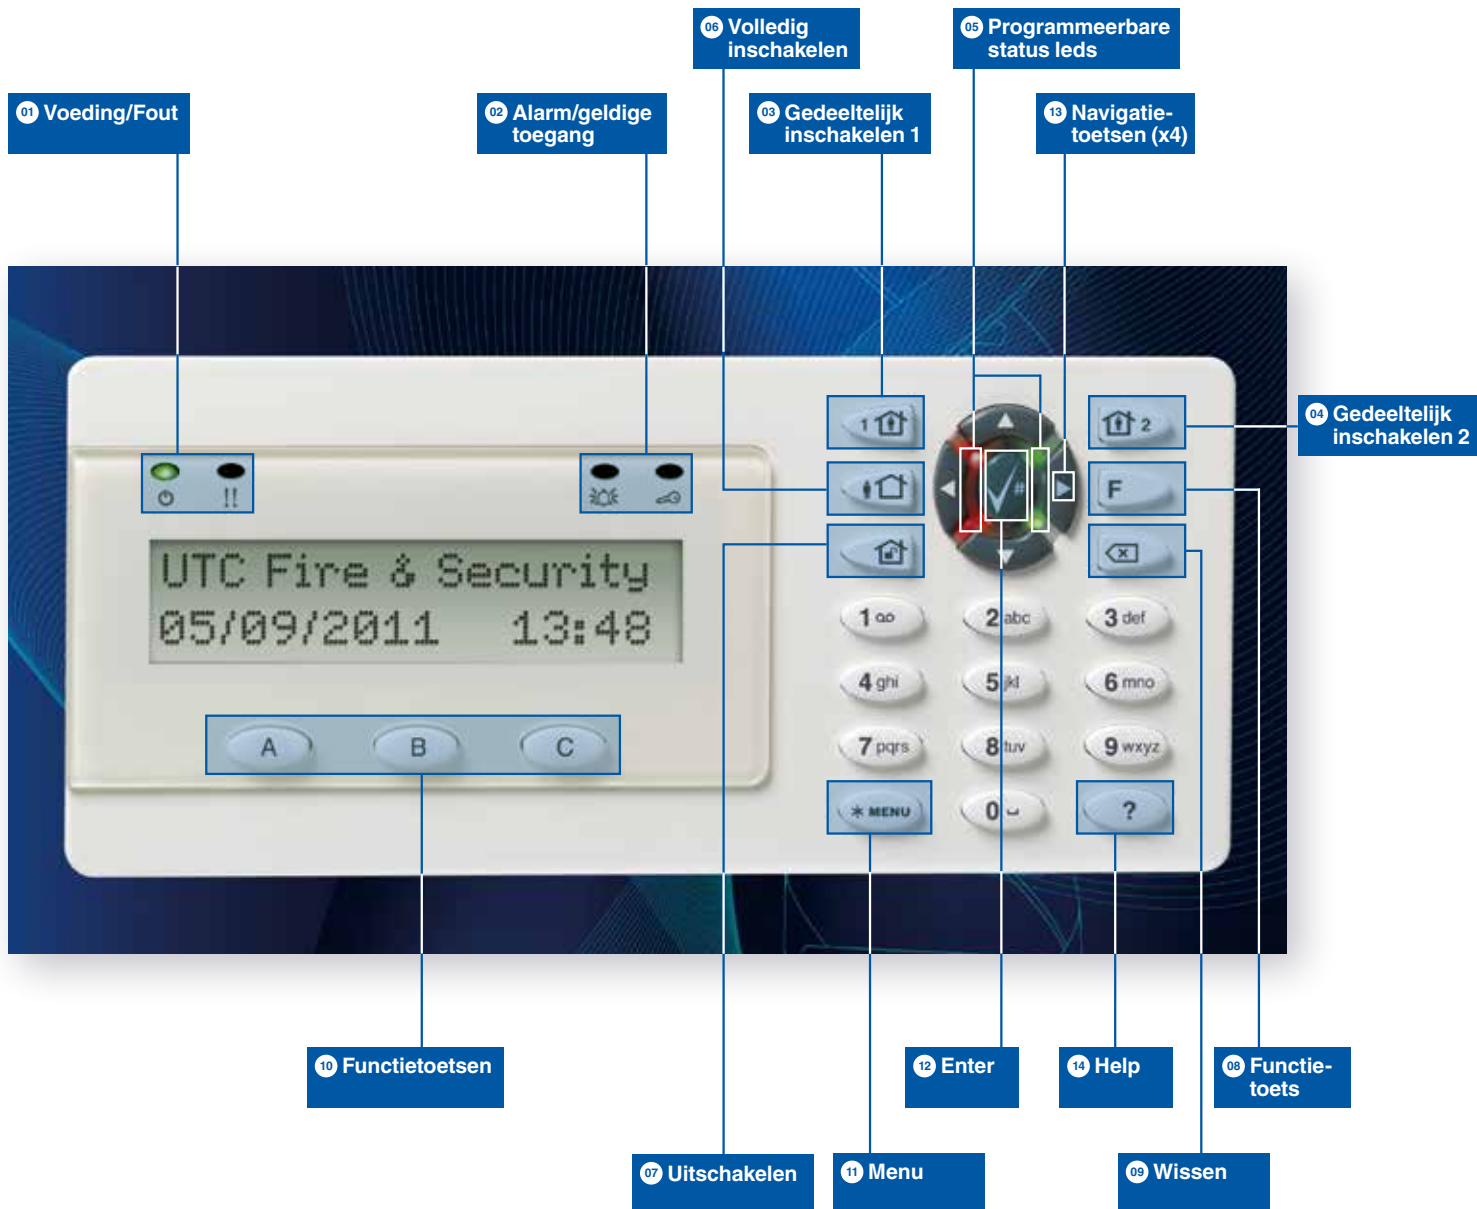 06 Volledig
inschakelen
05 Programmeerbare
status leds
01 Voeding/Fout
02 Alarm/geldige
toegang
03 Gedeeltelijk
inschakelen 1
13 Navigatie-
toetsen (x4)
04 Gedeeltelijk
inschakelen 2
1
2
#
F
!!
UTC Fire & Security
05/09/2011 13:48
1
2 abc
3 def
4 ghi
5 jkl
6 mno
7 pqrs
8 tuv
9 wxyz
A B C
* MENU
0
?
10 Functietoetsen
12 Enter
14 Help
08 Functie-
toets
07 Uitschakelen
11 Menu
09 Wissen